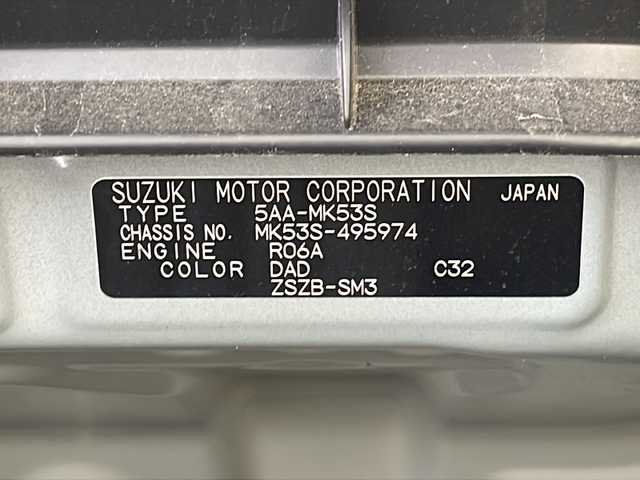 SUZUKI MOTOR CORPORATION JAPAN
TYPE 5AA-MK53S
CHASSIS NO. MK53S-495974
ENGINE R06A
COLOR DAD C32
ZSZB-SM3